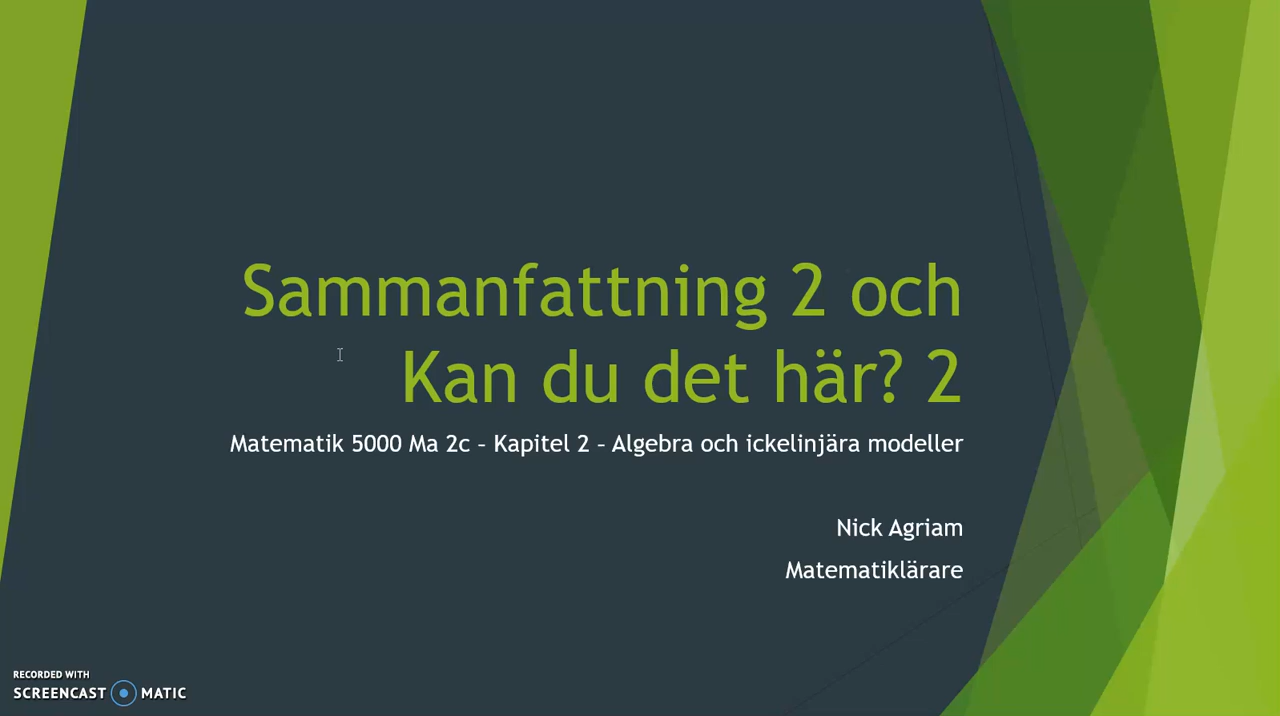 Sammanfattning 2 och
Kan du det här? 2
Matematik 5000 Ma 2c – Kapitel 2 – Algebra och ickelinjära modeller
Nick Agriam
Matematiklärare
RECORDED WITH
SCREENCAST MATIC